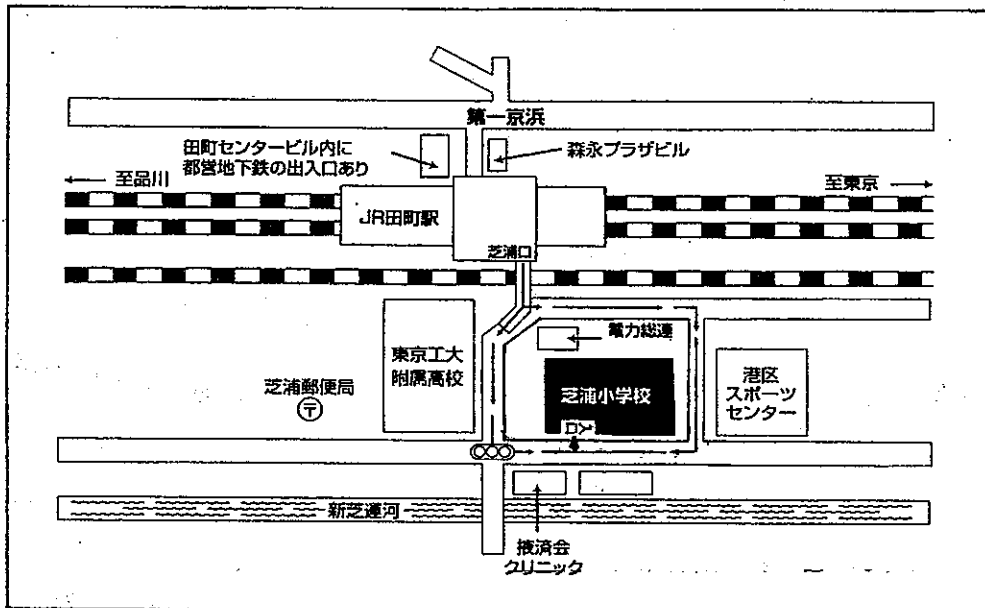 第一京浜
田町センタービル内に
都営地下鉄の出入口あり
森永プラザビル
至品川
至東京
JR田町駅
芝浦口
東京工大
附属高校
電力総連
芝浦小学校
入口
港区
スポーツ
センター
芝浦郵便局
〒
新芝運河
掖済会
クリニック